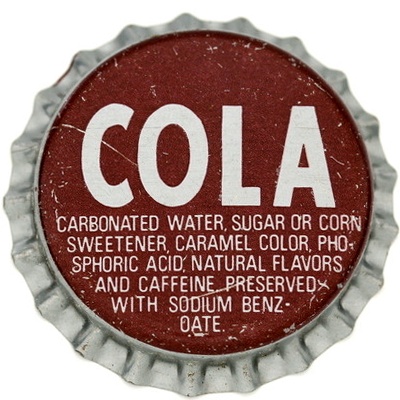 COLA
CARBONATED WATER, SUGAR OR CORN
SWEETENER, CARAMEL COLOR, PHO-
SPHORIC ACID, NATURAL FLAVORS
AND CAFFEINE. PRESERVED
WITH SODIUM BENZ-
OATE.